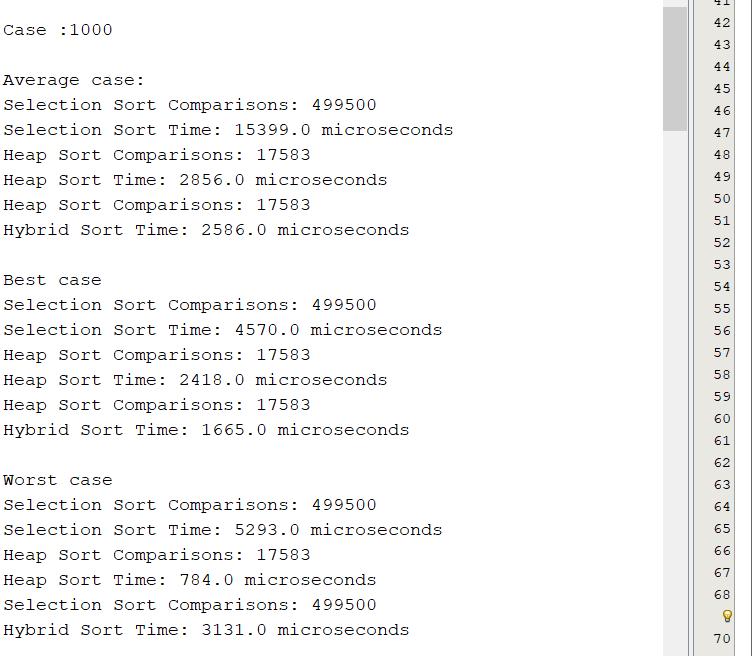 Case :1000
Average case:
Selection Sort Comparisons: 499500
Selection Sort Time: 15399.0 microseconds
Heap Sort Comparisons: 17583
Heap Sort Time: 2856.0 microseconds
Heap Sort Comparisons: 17583
Hybrid Sort Time: 2586.0 microseconds
Best case
Selection Sort Comparisons: 499500
Selection Sort Time: 4570.0 microseconds
Heap Sort Comparisons: 17583
Heap Sort Time: 2418.0 microseconds
Heap Sort Comparisons: 17583
Hybrid Sort Time: 1665.0 microseconds
Worst case
Selection Sort Comparisons: 499500
Selection Sort Time: 5293.0 microseconds
Heap Sort Comparisons: 17583
Heap Sort Time: 784.0 microseconds
Selection Sort Comparisons: 499500
Hybrid Sort Time: 3131.0 microseconds
41
42
43
44
45
46
47
48
49
50
51
52
53
54
55
56
57
58
59
60
61
62
63
64
65
66
67
68
70